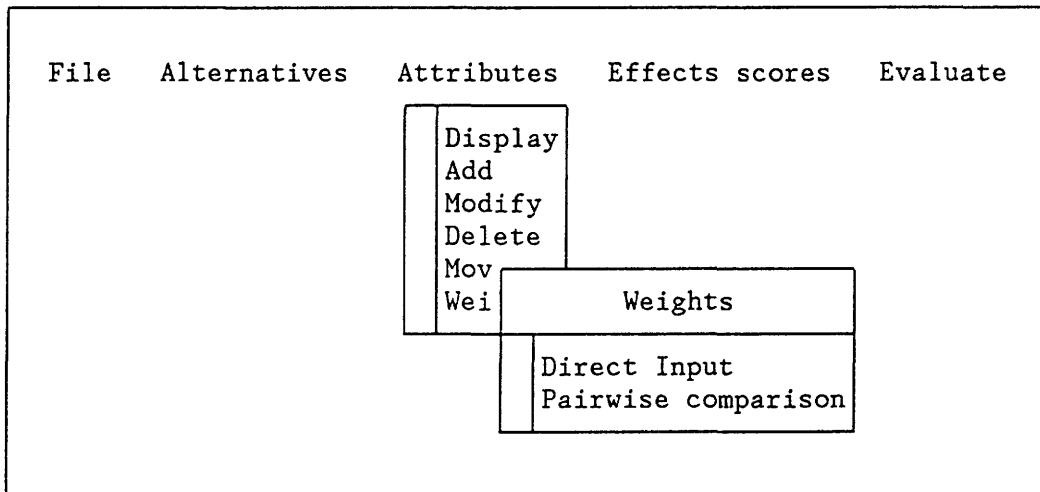 File Alternatives Attributes Effects scores Evaluate
Display
Add
Modify
Delete
Mov
Wei
Weights
Direct Input
Pairwise comparison